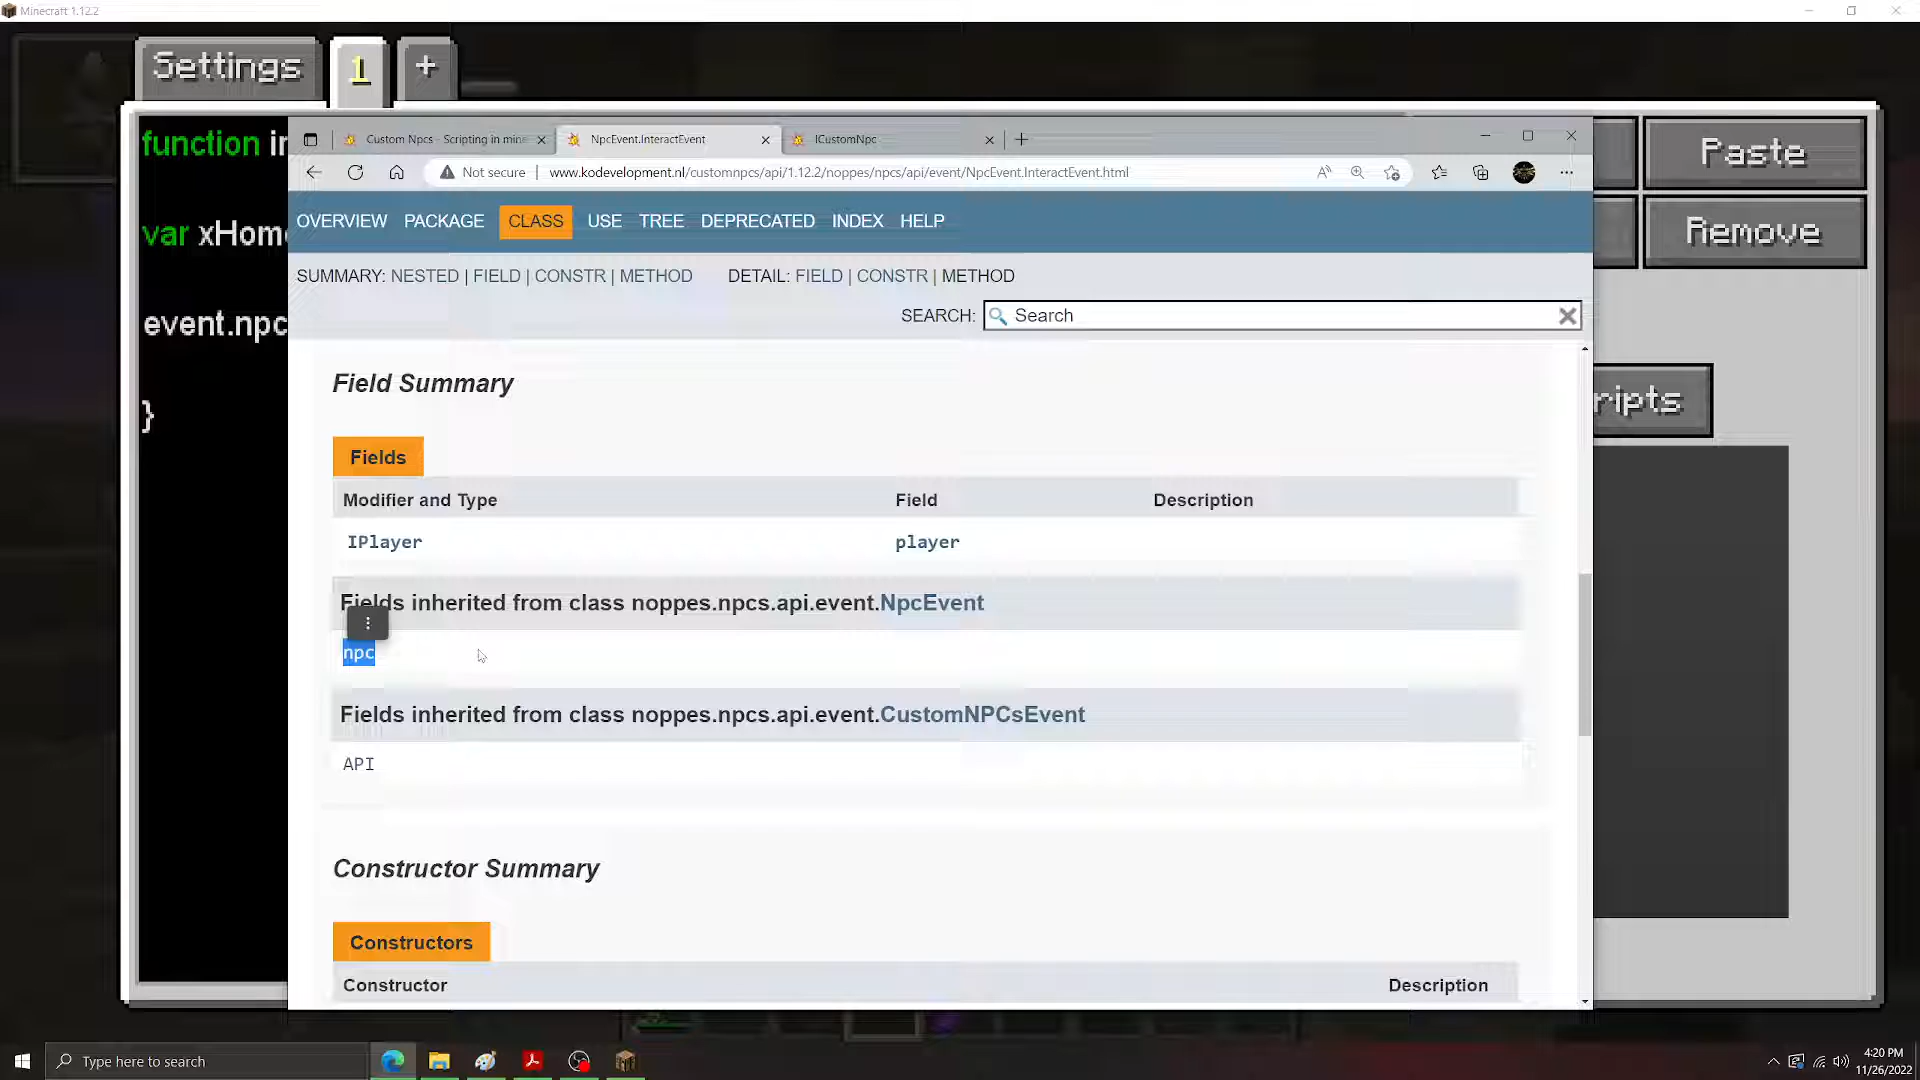 Minecraft 1.12.2
Settings
1
+
function in
var xHome
event.npc
}
Paste
Remove
ripts
Custom Npcs - Scripting in mine
NpcEvent.InteractEvent
ICustomNpc
Not secure
www.kodevelopment.nl/customnpcs/api/1.12.2/noppes/npcs/api/event/NpcEvent.InteractEvent.html
OVERVIEW PACKAGE CLASS USE TREE DEPRECATED INDEX HELP
SUMMARY: NESTED | FIELD | CONSTR | METHOD DETAIL: FIELD | CONSTR | METHOD
SEARCH: Search
Field Summary
Fields
Modifier and Type Field Description
IPlayer player
Fields inherited from class noppes.npcs.api.event.NpcEvent
npc
Fields inherited from class noppes.npcs.api.event.CustomNPCsEvent
API
Constructor Summary
Constructors
Constructor Description
Type here to search
4:20 PM
11/26/2022